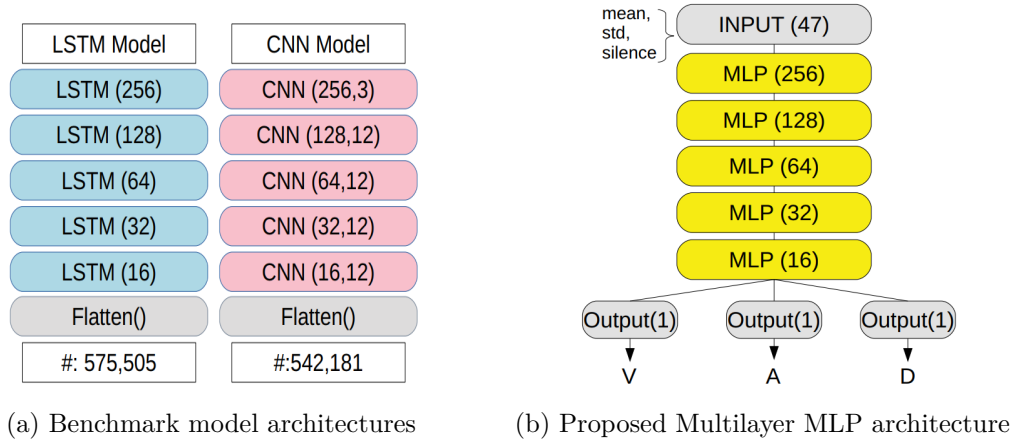 LSTM Model
LSTM (256)
LSTM (128)
LSTM (64)
LSTM (32)
LSTM (16)
Flatten()
#: 575,505
CNN Model
CNN (256,3)
CNN (128,12)
CNN (64,12)
CNN (32,12)
CNN (16,12)
Flatten()
#:542,181
(a) Benchmark model architectures
mean,
std,
silence
INPUT (47)
MLP (256)
MLP (128)
MLP (64)
MLP (32)
MLP (16)
Output(1) Output(1) Output(1)
V A D
(b) Proposed Multilayer MLP architecture